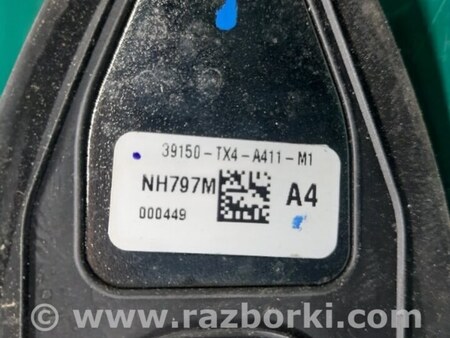 39150-TX4-A411-M1
NH797M A4
000449
www.razborki.com